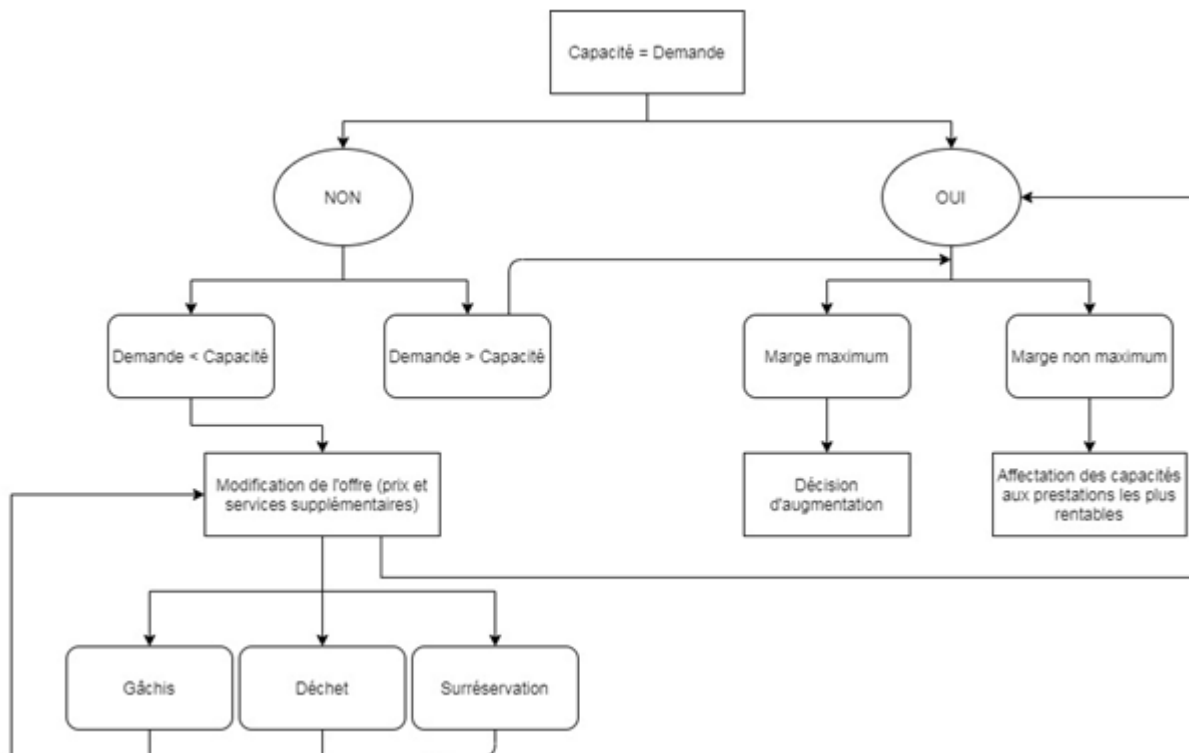 Capacité = Demande
NON
OUI
Demande < Capacité
Demande > Capacité
Marge maximum
Marge non maximum
Modification de l'offre (prix et
services supplémentaires)
Décision
d'augmentation
Affectation des capacités
aux prestations les plus
rentables
Gâchis
Déchet
Surréservation